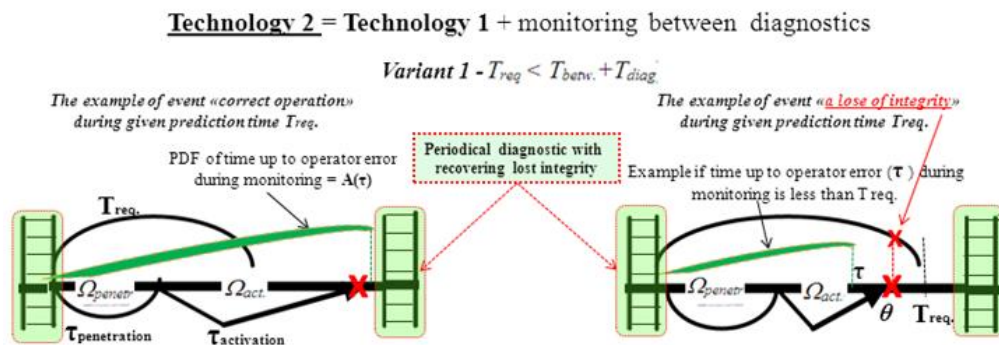 Technology 2 = Technology 1 + monitoring between diagnostics
Variant 1 - Treq < Tbetw. + Tdiag.
The example of event «correct operation»
during given prediction time Treq.
The example of event «a lose of integrity»
during given prediction time Treq.
Periodical diagnostic with
recovering lost integrity
PDF of time up to operator error
during monitoring = A(τ)
Example if time up to operator error (τ) during
monitoring is less than T req.
Treq.
Ωpenetr
Ωact.
τpenetration
τactivation
Ωpenetr
Ωact.
τ
θ
Treq.